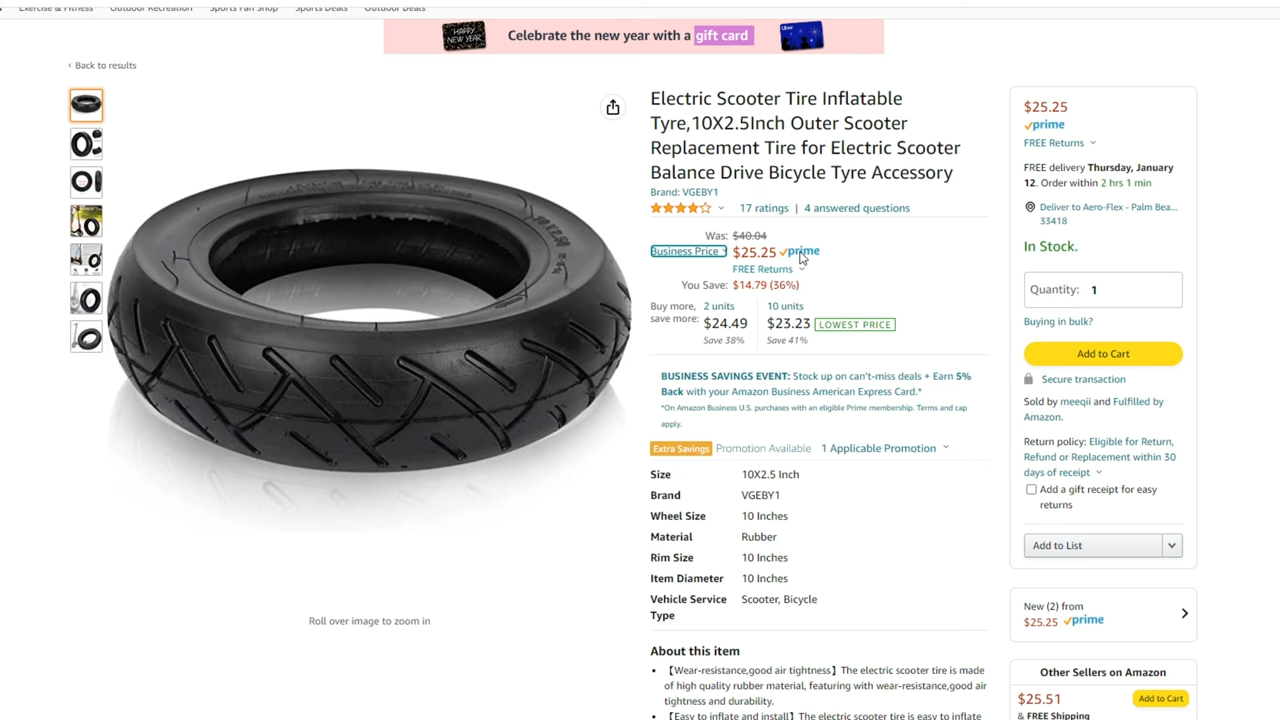 Exercise & Fitness Outdoor Recreation Sports Fan Shop Sports Deals Outdoor Deals
HAPPY NEW YEAR
Celebrate the new year with a gift card
‹ Back to results
Electric Scooter Tire Inflatable
Tyre,10X2.5Inch Outer Scooter
Replacement Tire for Electric Scooter
Balance Drive Bicycle Tyre Accessory
Brand: VGEBY1
17 ratings | 4 answered questions
Was: $40.04
Business Price $25.25 prime
FREE Returns
You Save: $14.79 (36%)
Buy more, save more:
2 units
$24.49
Save 38%
10 units
$23.23 LOWEST PRICE
Save 41%
BUSINESS SAVINGS EVENT: Stock up on can't-miss deals + Earn 5%
Back with your Amazon Business American Express Card.*
*On Amazon Business U.S. purchases with an eligible Prime membership. Terms and cap
apply.
Extra Savings Promotion Available 1 Applicable Promotion
Size 10X2.5 Inch
Brand VGEBY1
Wheel Size 10 Inches
Material Rubber
Rim Size 10 Inches
Item Diameter 10 Inches
Vehicle Service Type Scooter, Bicycle
About this item
• 【Wear-resistance,good air tightness】The electric scooter tire is made
of high quality rubber material, featuring with wear-resistance,good air
tightness and durability.
• 【Easy to inflate and install】The electric scooter tire is easy to inflate
Roll over image to zoom in
$25.25
prime
FREE Returns
FREE delivery Thursday, January
12. Order within 2 hrs 1 min
Deliver to Aero-Flex - Palm Bea...
33418
In Stock.
Quantity: 1
Buying in bulk?
Add to Cart
Secure transaction
Sold by meeqii and Fulfilled by
Amazon.
Return policy: Eligible for Return,
Refund or Replacement within 30
days of receipt
Add a gift receipt for easy
returns
Add to List
New (2) from
$25.25 prime
Other Sellers on Amazon
$25.51
Add to Cart
& FREE Shipping